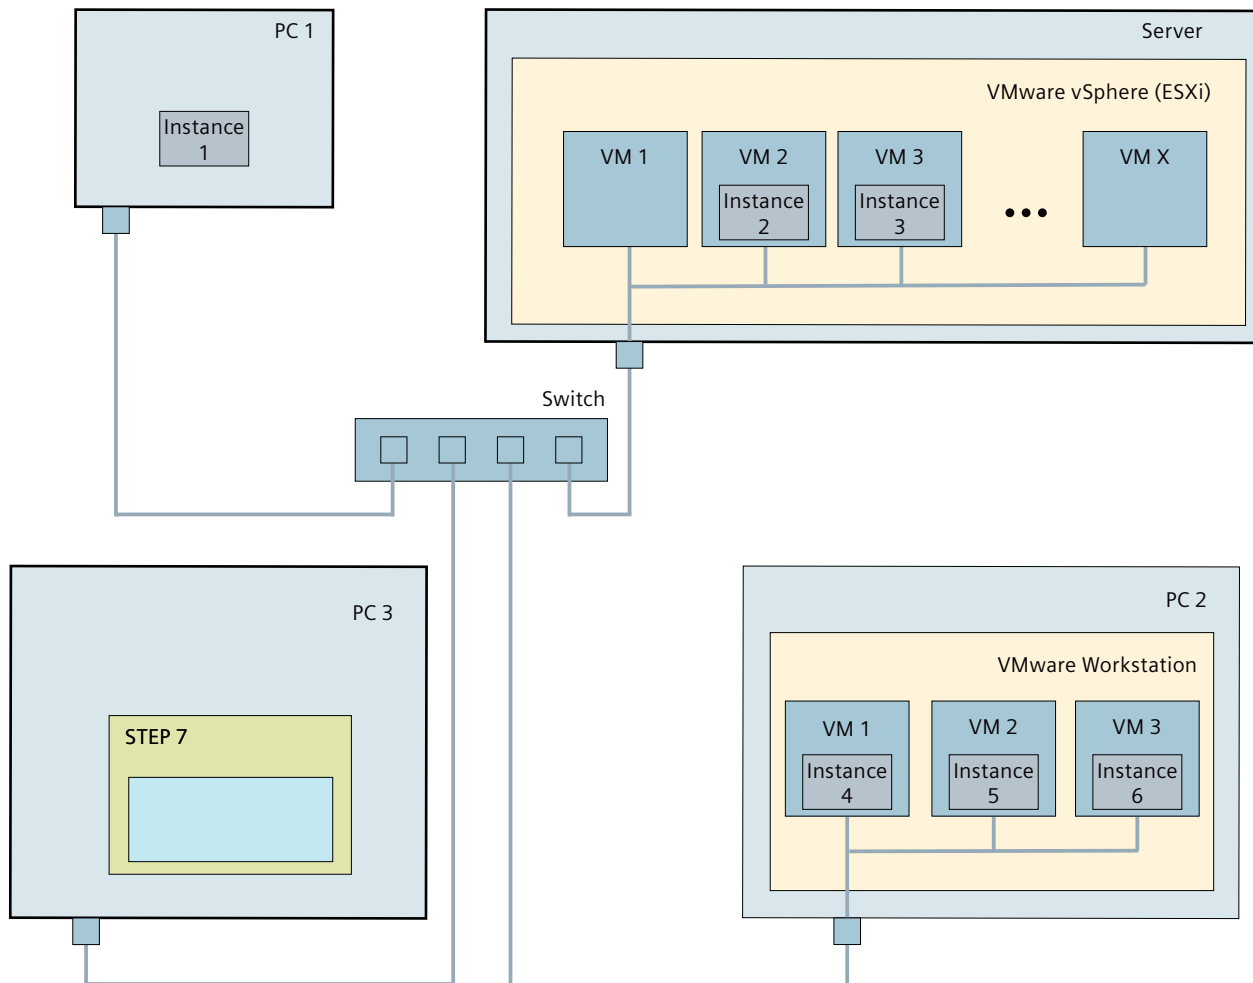 PC 1
Instance
1
Server
VMware vSphere (ESXi)
VM 1
VM 2
Instance
2
VM 3
Instance
3
...
VM X
Switch
PC 3
STEP 7
PC 2
VMware Workstation
VM 1
Instance
4
VM 2
Instance
5
VM 3
Instance
6